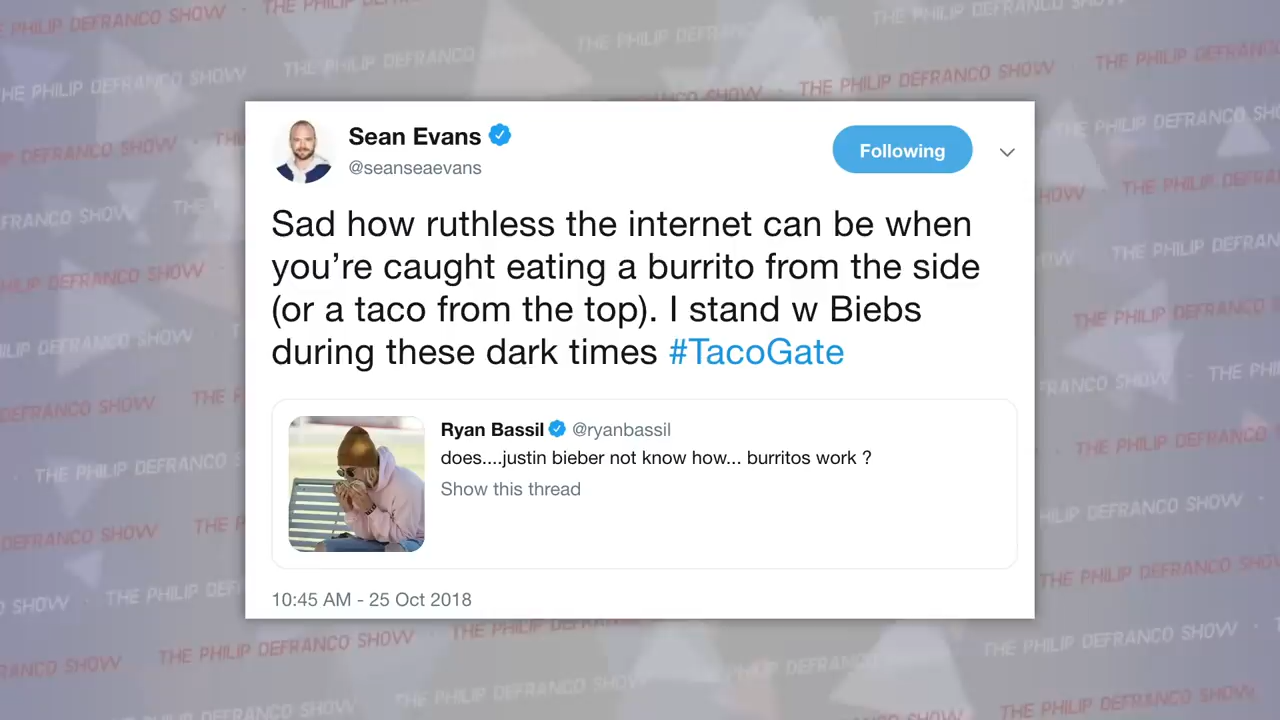 Sean Evans
@seanseaevans
Following
Sad how ruthless the internet can be when
you’re caught eating a burrito from the side
(or a taco from the top). I stand w Biebs
during these dark times #TacoGate
Ryan Bassil @ryanbassil
does....justin bieber not know how... burritos work ?
Show this thread
10:45 AM - 25 Oct 2018
THE PHILIP DEFRANCO SHOW